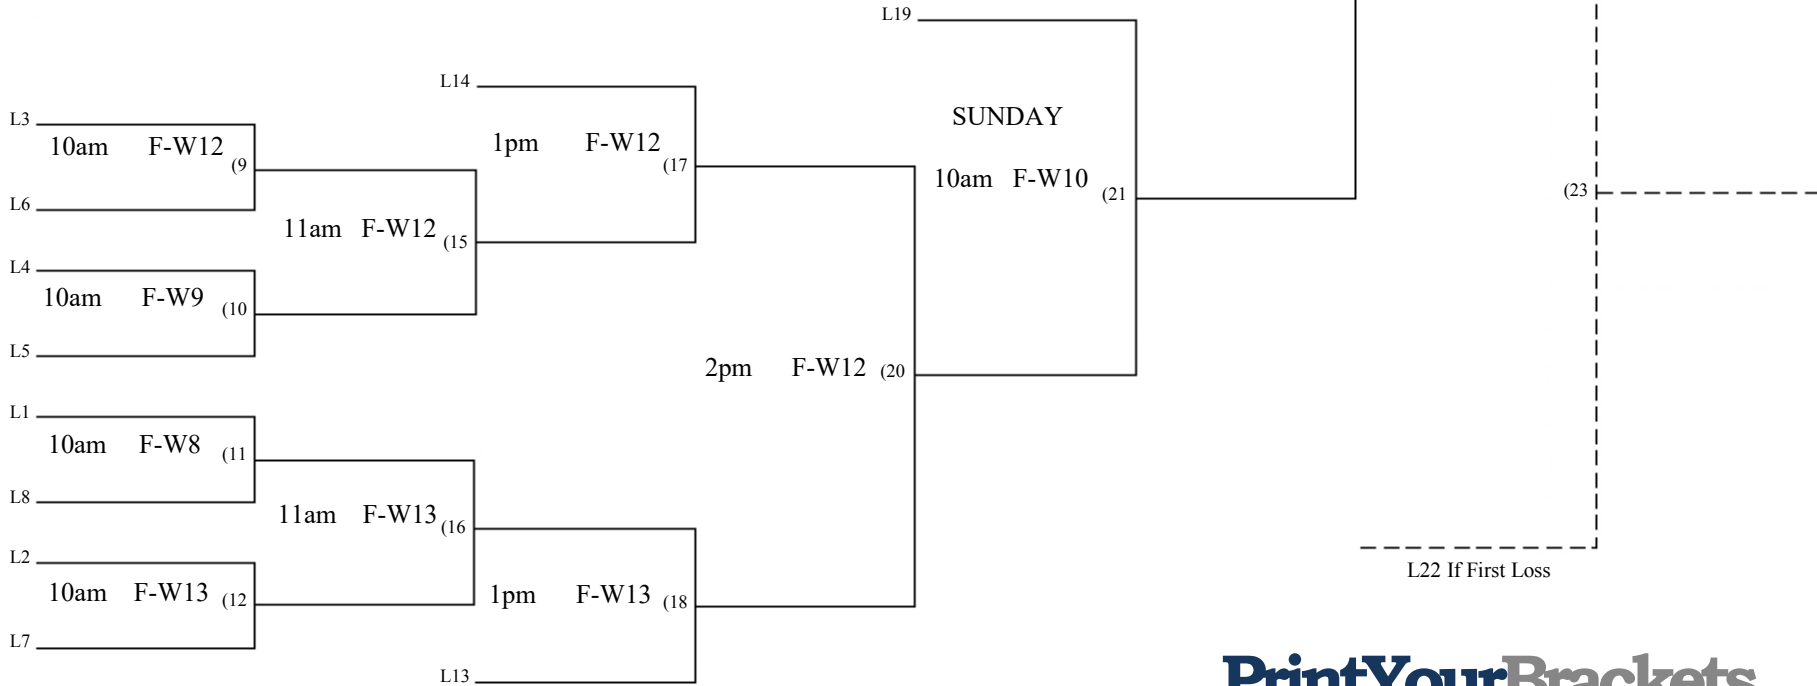 L19
L14
SUNDAY
L3
10am F-W12 (9
1pm F-W12 (17
10am F-W10 (21
(23
L6
11am F-W12 (15
L4
10am F-W9 (10
L5
2pm F-W12 (20
L1
10am F-W8 (11
L8
11am F-W13 (16
L2
10am F-W13 (12
1pm F-W13 (18
L22 If First Loss
L7
L13
PrintYourBrackets